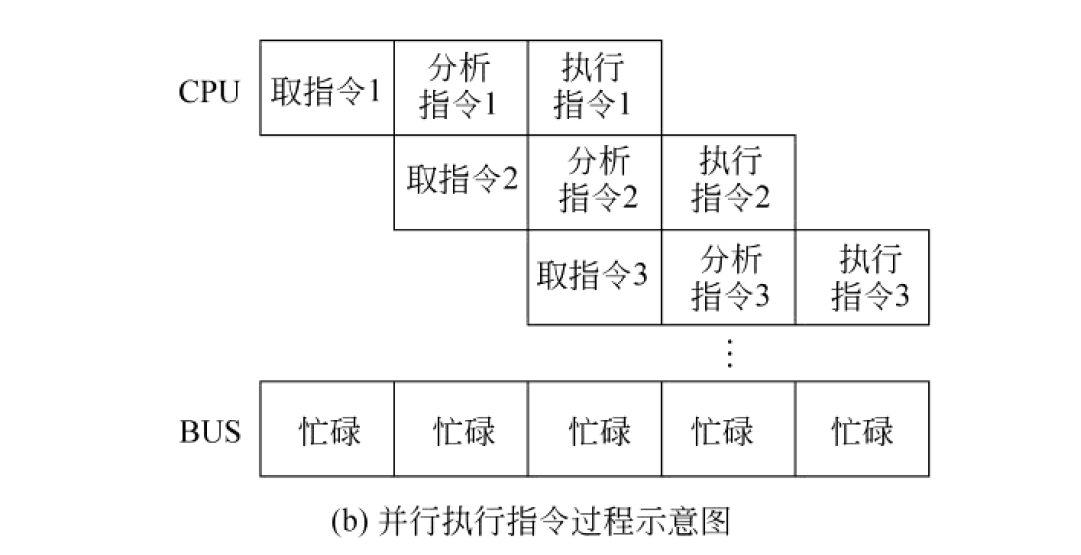 CPU
取指令1
分析
指令1
执行
指令1
取指令2
分析
指令2
执行
指令2
取指令3
分析
指令3
执行
指令3
⋮
BUS
忙碌
忙碌
忙碌
忙碌
忙碌
(b) 并行执行指令过程示意图